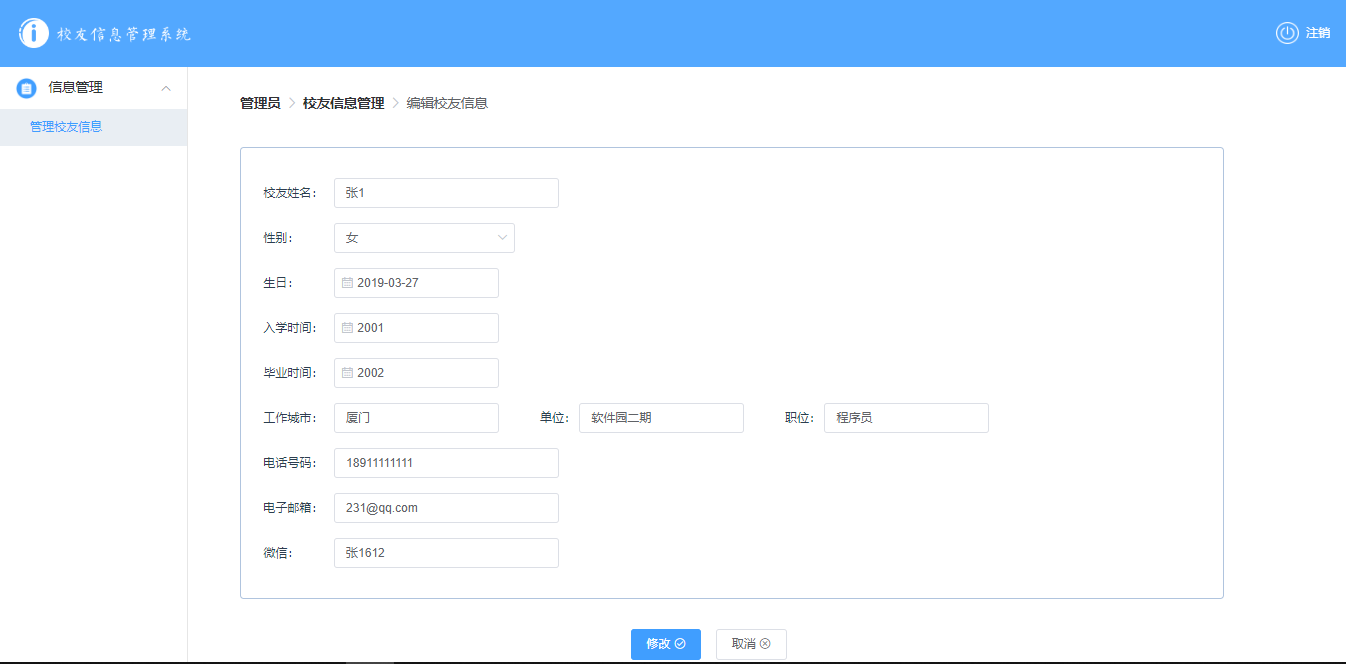 校友信息管理系统
注销
信息管理
管理校友信息
管理员 > 校友信息管理 > 编辑校友信息
校友姓名： 张1
性别： 女
生日： 2019-03-27
入学时间： 2001
毕业时间： 2002
工作城市： 厦门 单位： 软件园二期 职位： 程序员
电话号码： 18911111111
电子邮箱： 231@qq.com
微信： 张1612
修改 取消